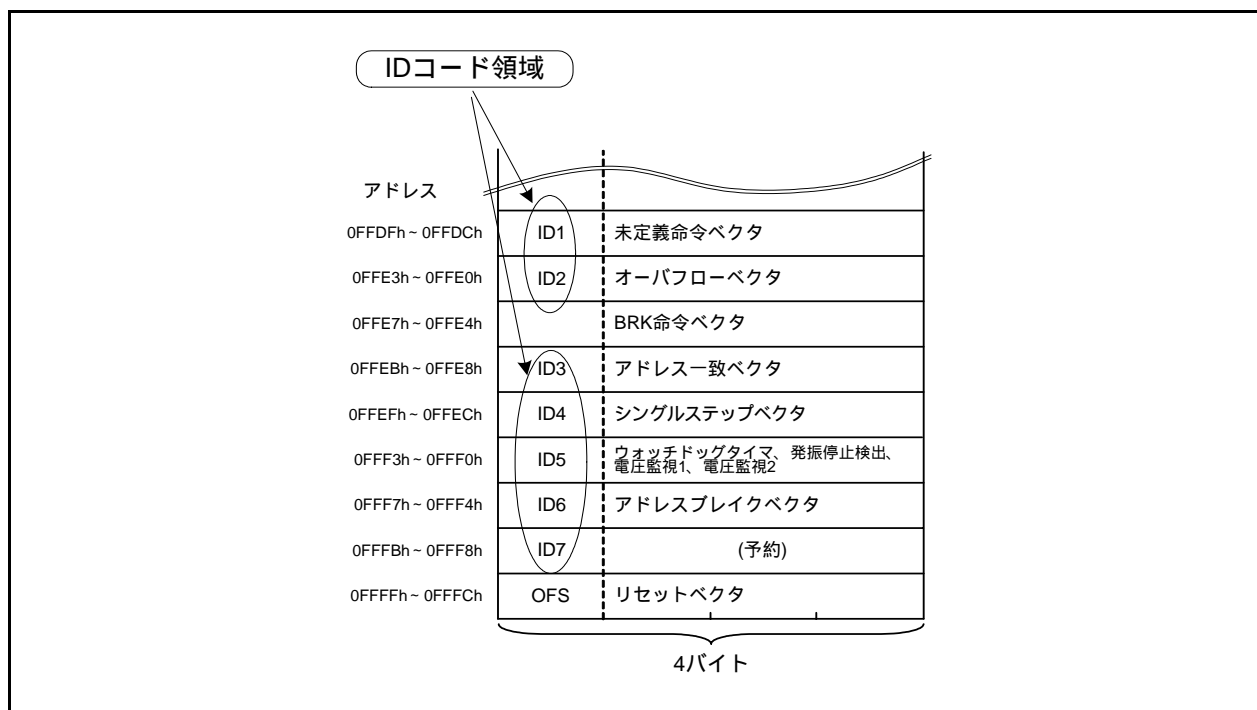 IDコード領域
アドレス
0FFDFh ~ 0FFDCh ID1 未定義命令ベクタ
0FFE3h ~ 0FFE0h ID2 オーバフローベクタ
0FFE7h ~ 0FFE4h BRK命令ベクタ
0FFEBh ~ 0FFE8h ID3 アドレス一致ベクタ
0FFEFh ~ 0FFECh ID4 シングルステップベクタ
0FFF3h ~ 0FFF0h ID5 ウォッチドッグタイマ、発振停止検出、
電圧監視1、電圧監視2
0FFF7h ~ 0FFF4h ID6 アドレスブレイクベクタ
0FFFBh ~ 0FFF8h ID7 (予約)
0FFFFh ~ 0FFFCh OFS リセットベクタ
4バイト